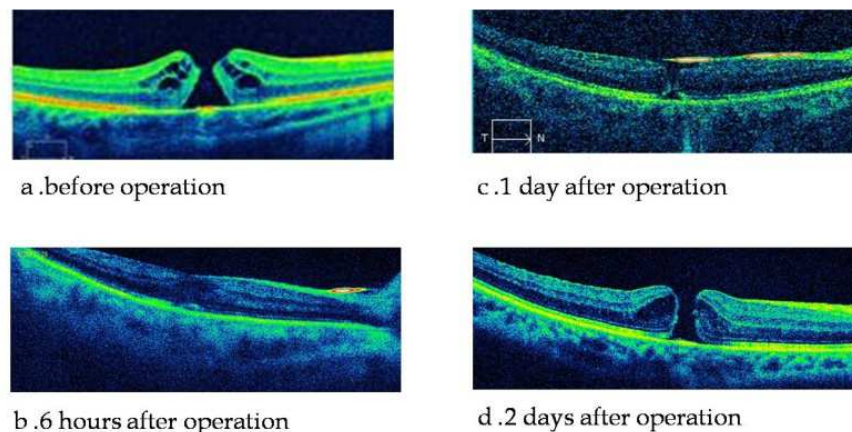 a .before operation
T N
c .1 day after operation
b .6 hours after operation
d .2 days after operation